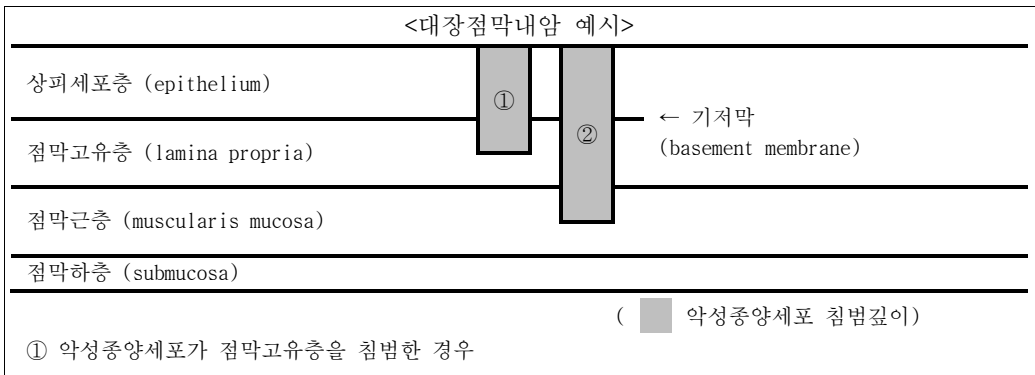 <대장점막내암 예시>
상피세포층 (epithelium)
①
← 기저막
②
(basement membrane)
점막고유층 (lamina propria)
점막근층 (muscularis mucosa)
점막하층 (submucosa)
( 악성종양세포 침범깊이)
① 악성종양세포가 점막고유층을 침범한 경우